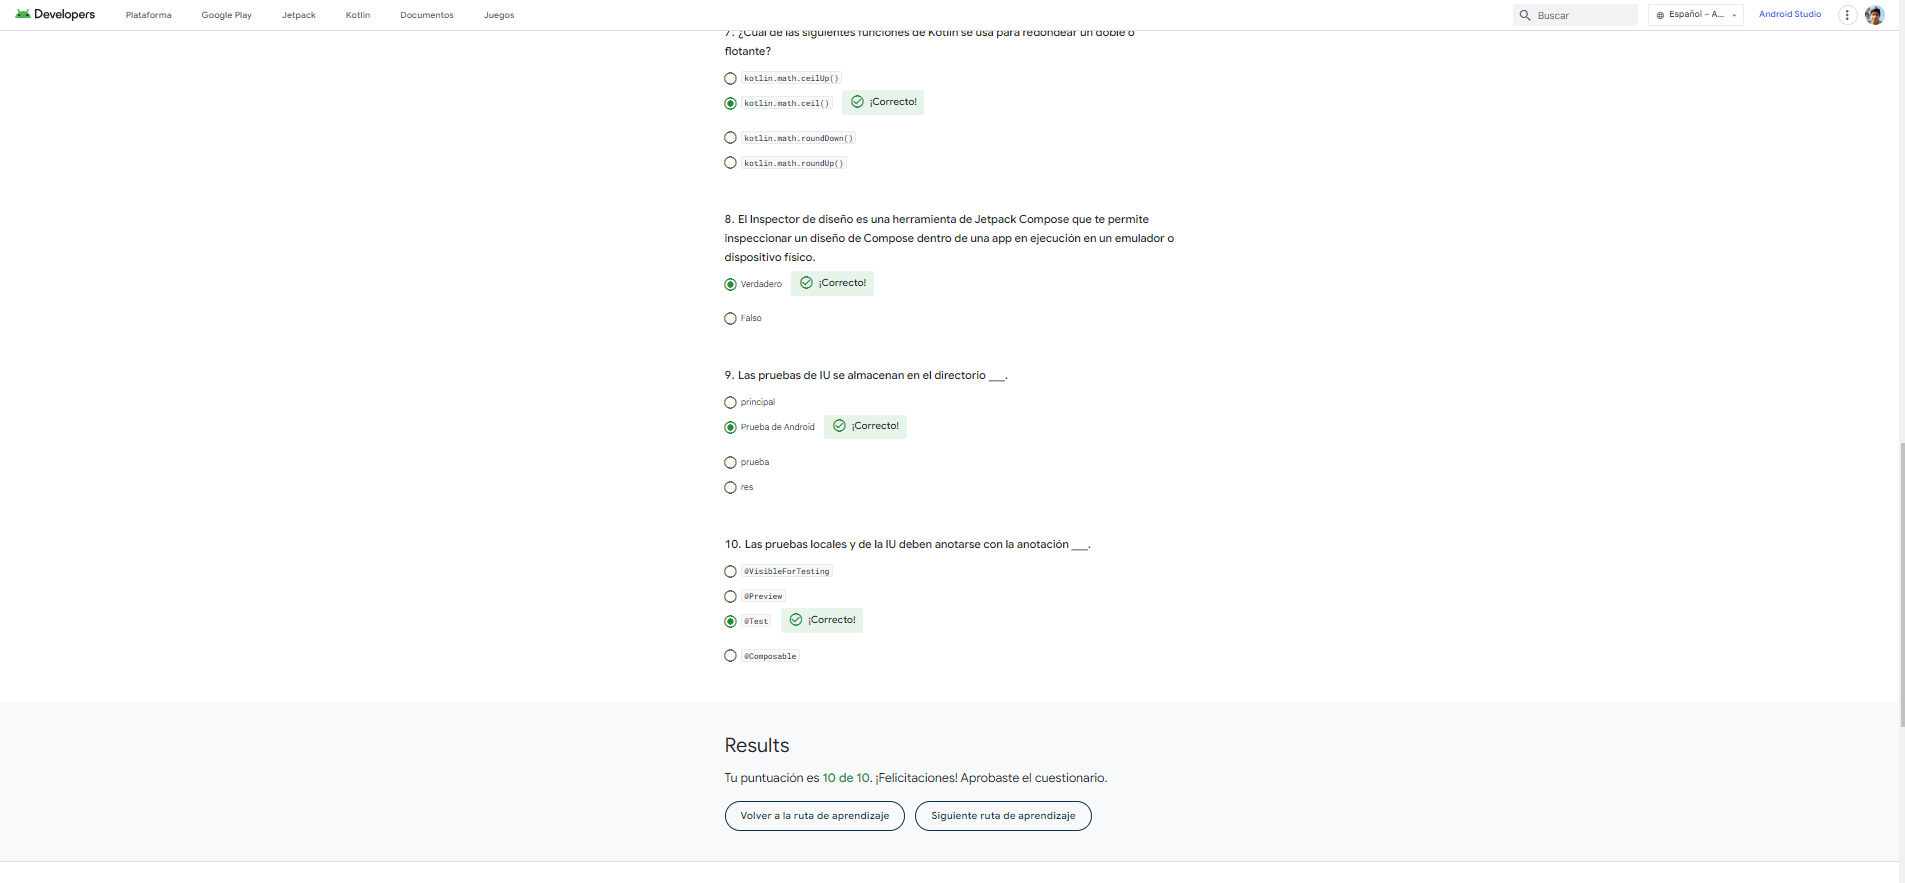 Developers Plataforma Google Play Jetpack Kotlin Documentos Juegos Buscar Español – A... Android Studio
7. ¿Cuál de las siguientes funciones de Kotlin se usa para redondear un doble o
flotante?
kotlin.math.ceilUp()
kotlin.math.ceil() ¡Correcto!
kotlin.math.roundDown()
kotlin.math.roundUp()
8. El Inspector de diseño es una herramienta de Jetpack Compose que te permite
inspeccionar un diseño de Compose dentro de una app en ejecución en un emulador o
dispositivo físico.
Verdadero ¡Correcto!
Falso
9. Las pruebas de IU se almacenan en el directorio ___.
principal
Prueba de Android ¡Correcto!
prueba
res
10. Las pruebas locales y de la IU deben anotarse con la anotación ___.
@VisibleForTesting
@Preview
@Test ¡Correcto!
@Composable
Results
Tu puntuación es 10 de 10. ¡Felicitaciones! Aprobaste el cuestionario.
Volver a la ruta de aprendizaje Siguiente ruta de aprendizaje